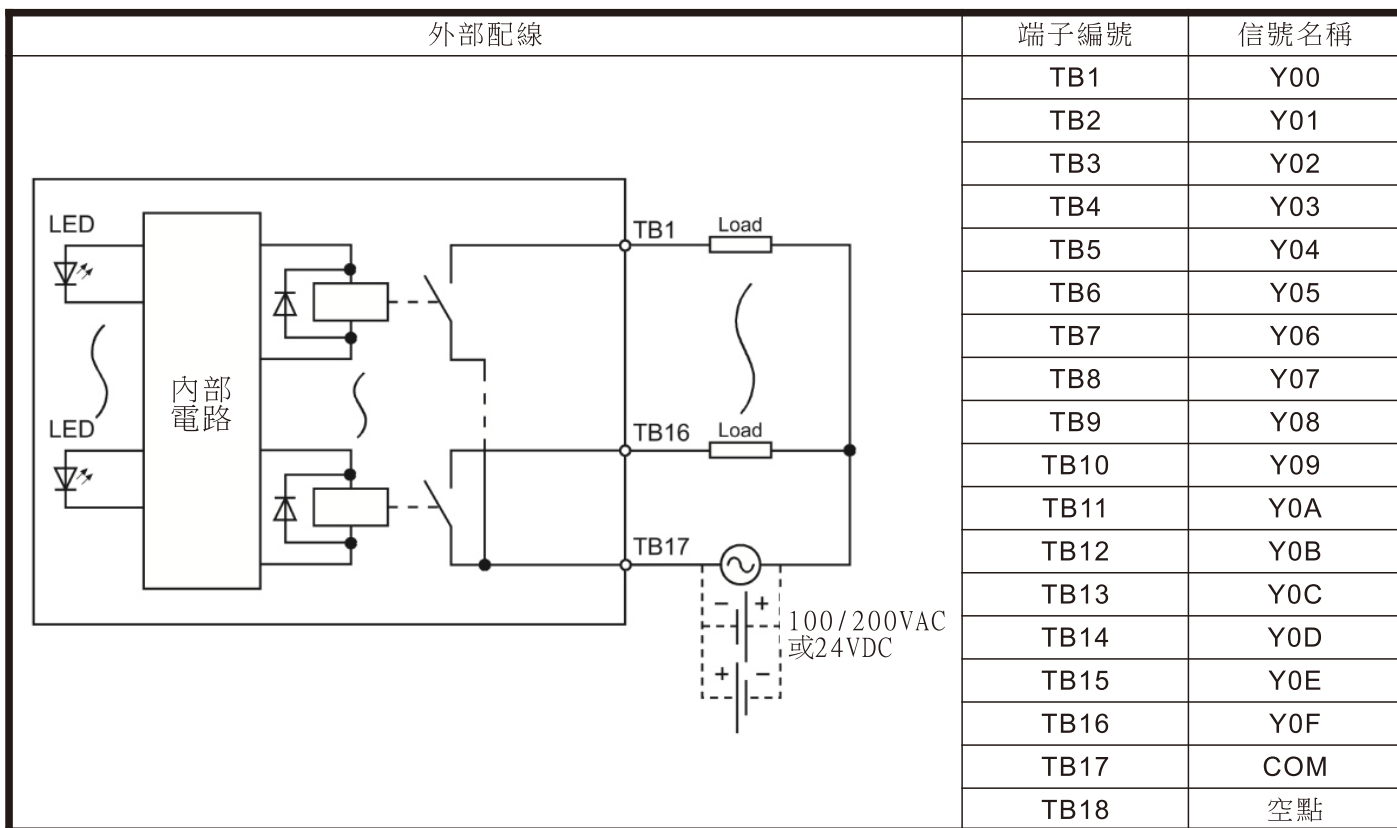 外部配線
端子編號 信號名稱
TB1 Y00
TB2 Y01
TB3 Y02
TB4 Y03
TB5 Y04
TB6 Y05
TB7 Y06
TB8 Y07
TB9 Y08
TB10 Y09
TB11 Y0A
TB12 Y0B
TB13 Y0C
TB14 Y0D
TB15 Y0E
TB16 Y0F
TB17 COM
TB18 空點
LED
TB1
Load
內部
電路
LED
TB16
Load
TB17
− +
100/200VAC
或24VDC
+ −